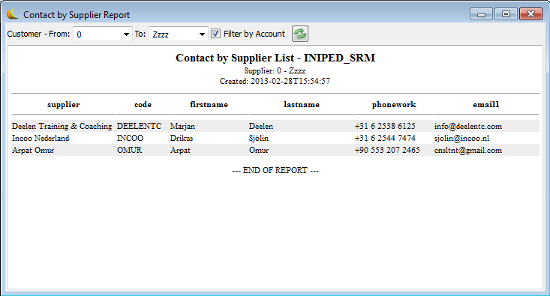 Contact by Supplier Report
Customer - From: 0 To: Zzzz Filter by Account
Contact by Supplier List - INIPED_SRM
Supplier: 0 - Zzzz
Created: 2013-02-28T15:54:57
supplier code firstname lastname phonework email1
Deelen Training & Coaching DEELENTC Marjan Deelen +31 6 2538 6125 info@deelentc.com
Incoo Nederland INCOO Drikus Sjölin +31 6 2544 7474 sjolin@incoo.nl
Arpat Omur OMUR Arpat Omur +90 553 207 2465 cnsltnt@gmail.com
--- END OF REPORT ---